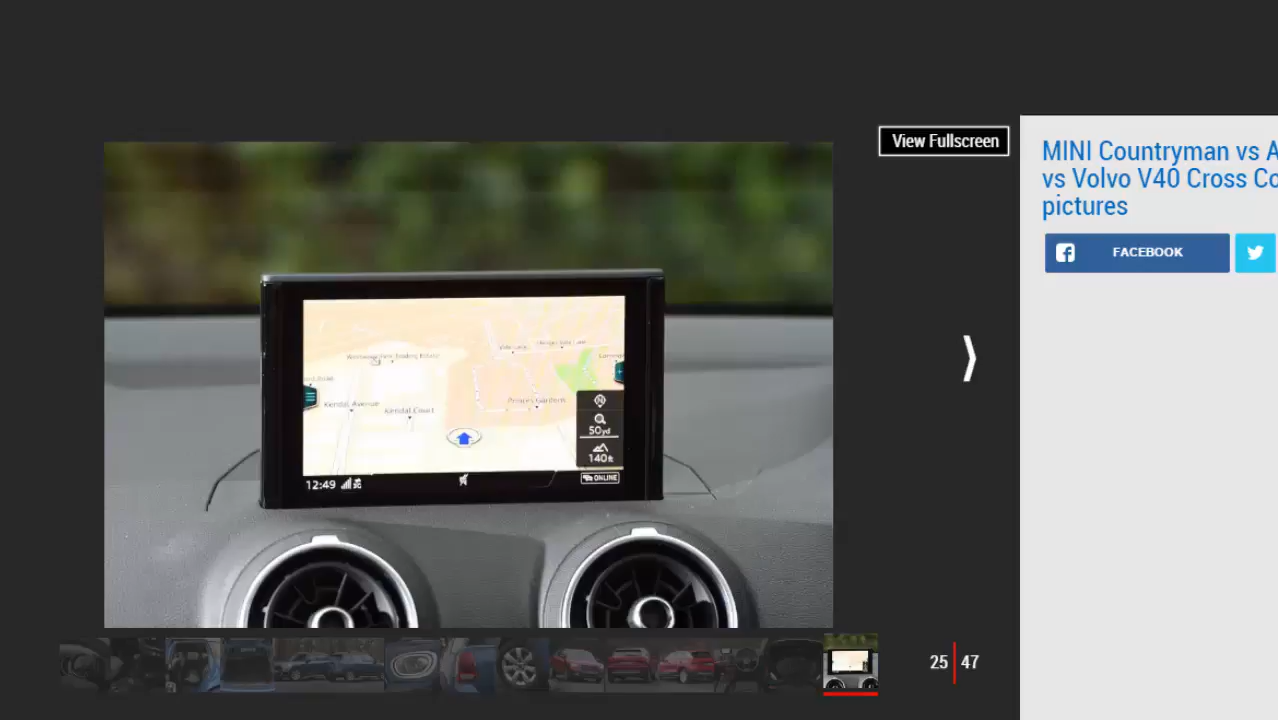 View Fullscreen
MINI Countryman vs A
vs Volvo V40 Cross Co
pictures
FACEBOOK
Kendal Avenue
Kendal Court
Princes Gardens
50yd
140ft
12:49
ONLINE
25 47